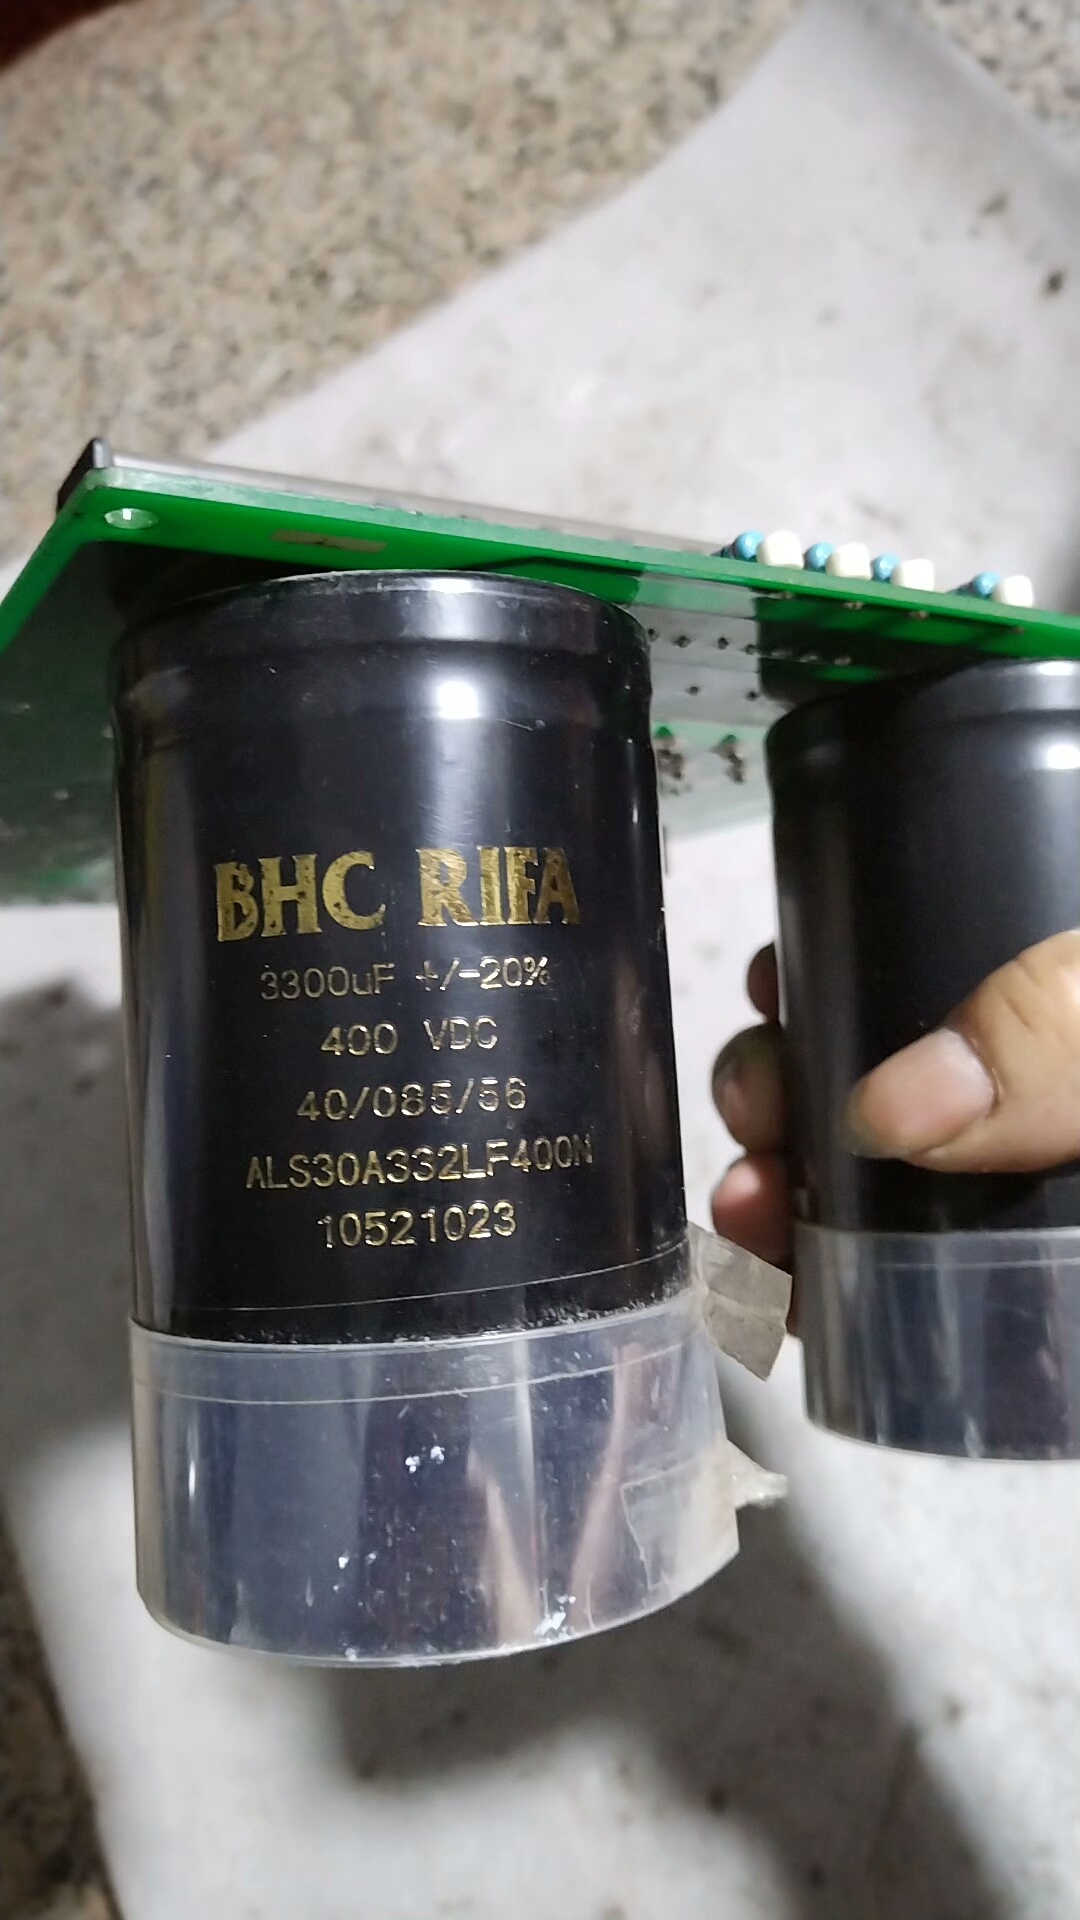 BHC RIFA
3300uF +/-20%
400 VDC
40/085/56
ALS30A332LF400N
10521023